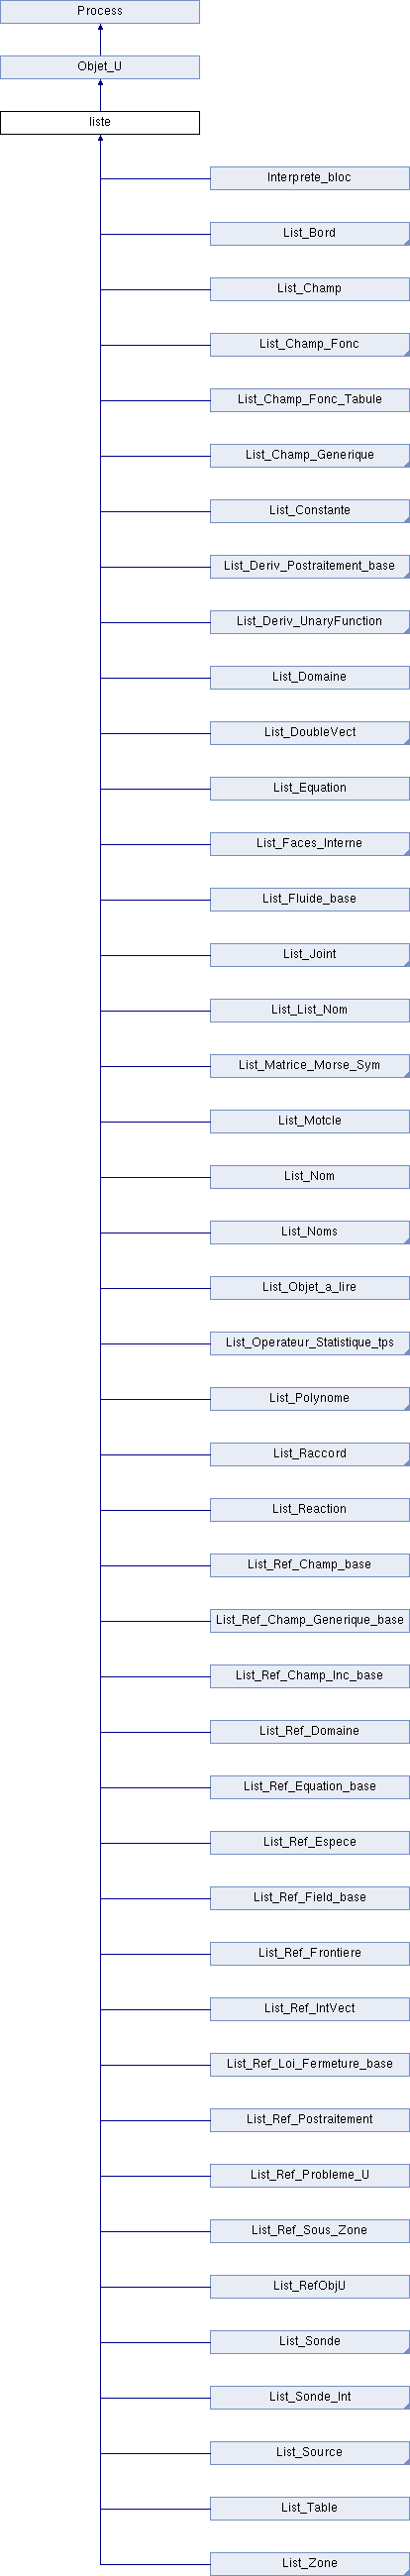 Process
Objet_U
liste
Interprete_bloc
List_Bord
List_Champ
List_Champ_Fonc
List_Champ_Fonc_Tabule
List_Champ_Generique
List_Constante
List_Deriv_Postraitement_base
List_Deriv_UnaryFunction
List_Domaine
List_DoubleVect
List_Equation
List_Faces_Interne
List_Fluide_base
List_Joint
List_List_Nom
List_Matrice_Morse_Sym
List_Motcle
List_Nom
List_Noms
List_Objet_a_lire
List_Operateur_Statistique_tps
List_Polynome
List_Raccord
List_Reaction
List_Ref_Champ_base
List_Ref_Champ_Generique_base
List_Ref_Champ_Inc_base
List_Ref_Domaine
List_Ref_Equation_base
List_Ref_Espece
List_Ref_Field_base
List_Ref_Frontiere
List_Ref_IntVect
List_Ref_Loi_Fermeture_base
List_Ref_Postraitement
List_Ref_Probleme_U
List_Ref_Sous_Zone
List_RefObjU
List_Sonde
List_Sonde_Int
List_Source
List_Table
List_Zone